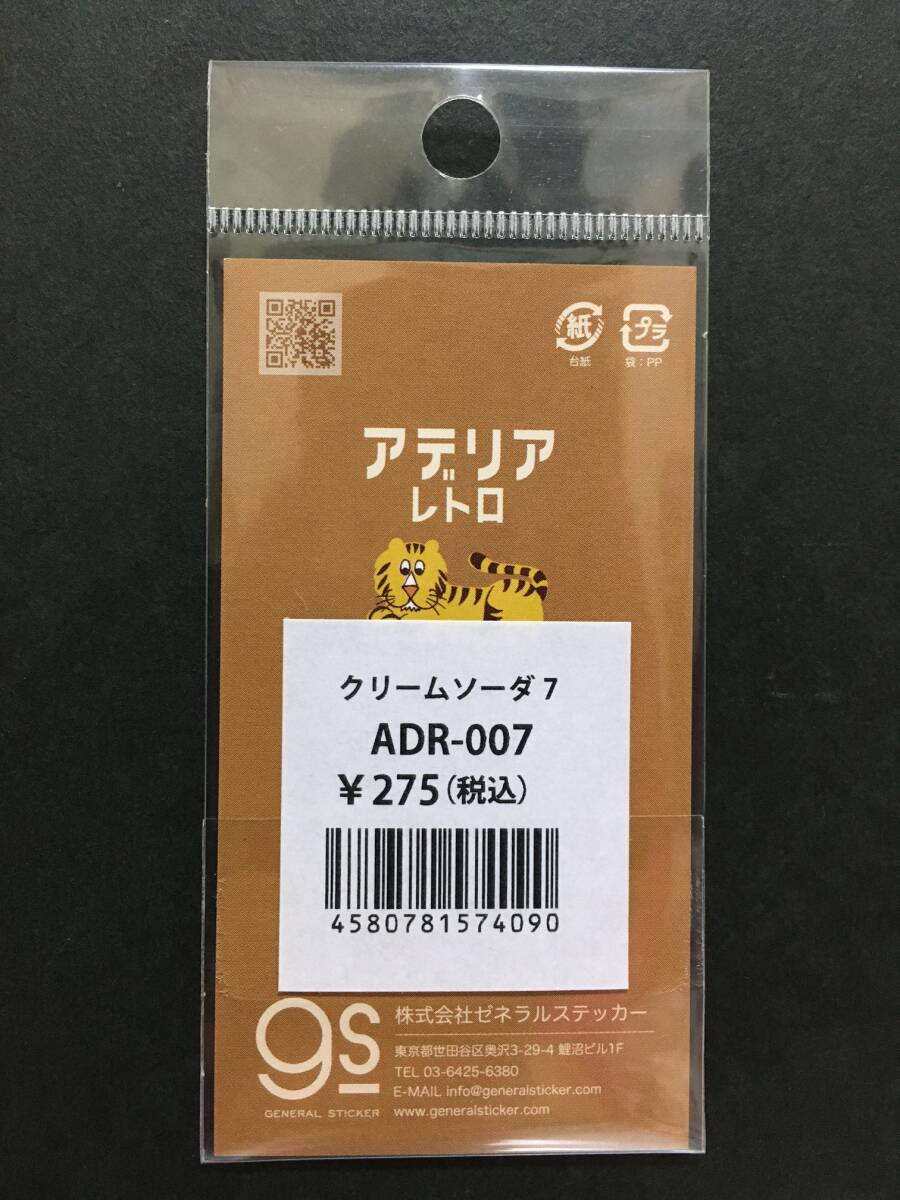 紙
プラ
台紙
袋：PP
アデリア
レトロ
クリームソーダ 7
ADR-007
¥275(税込)
4580781574090
gs
GENERAL STICKER
株式会社ゼネラルステッカー
東京都世田谷区奥沢3-29-4 鯉沼ビル1F
TEL 03-6425-6380
E-MAIL info@generalsticker.com
www.generalsticker.com